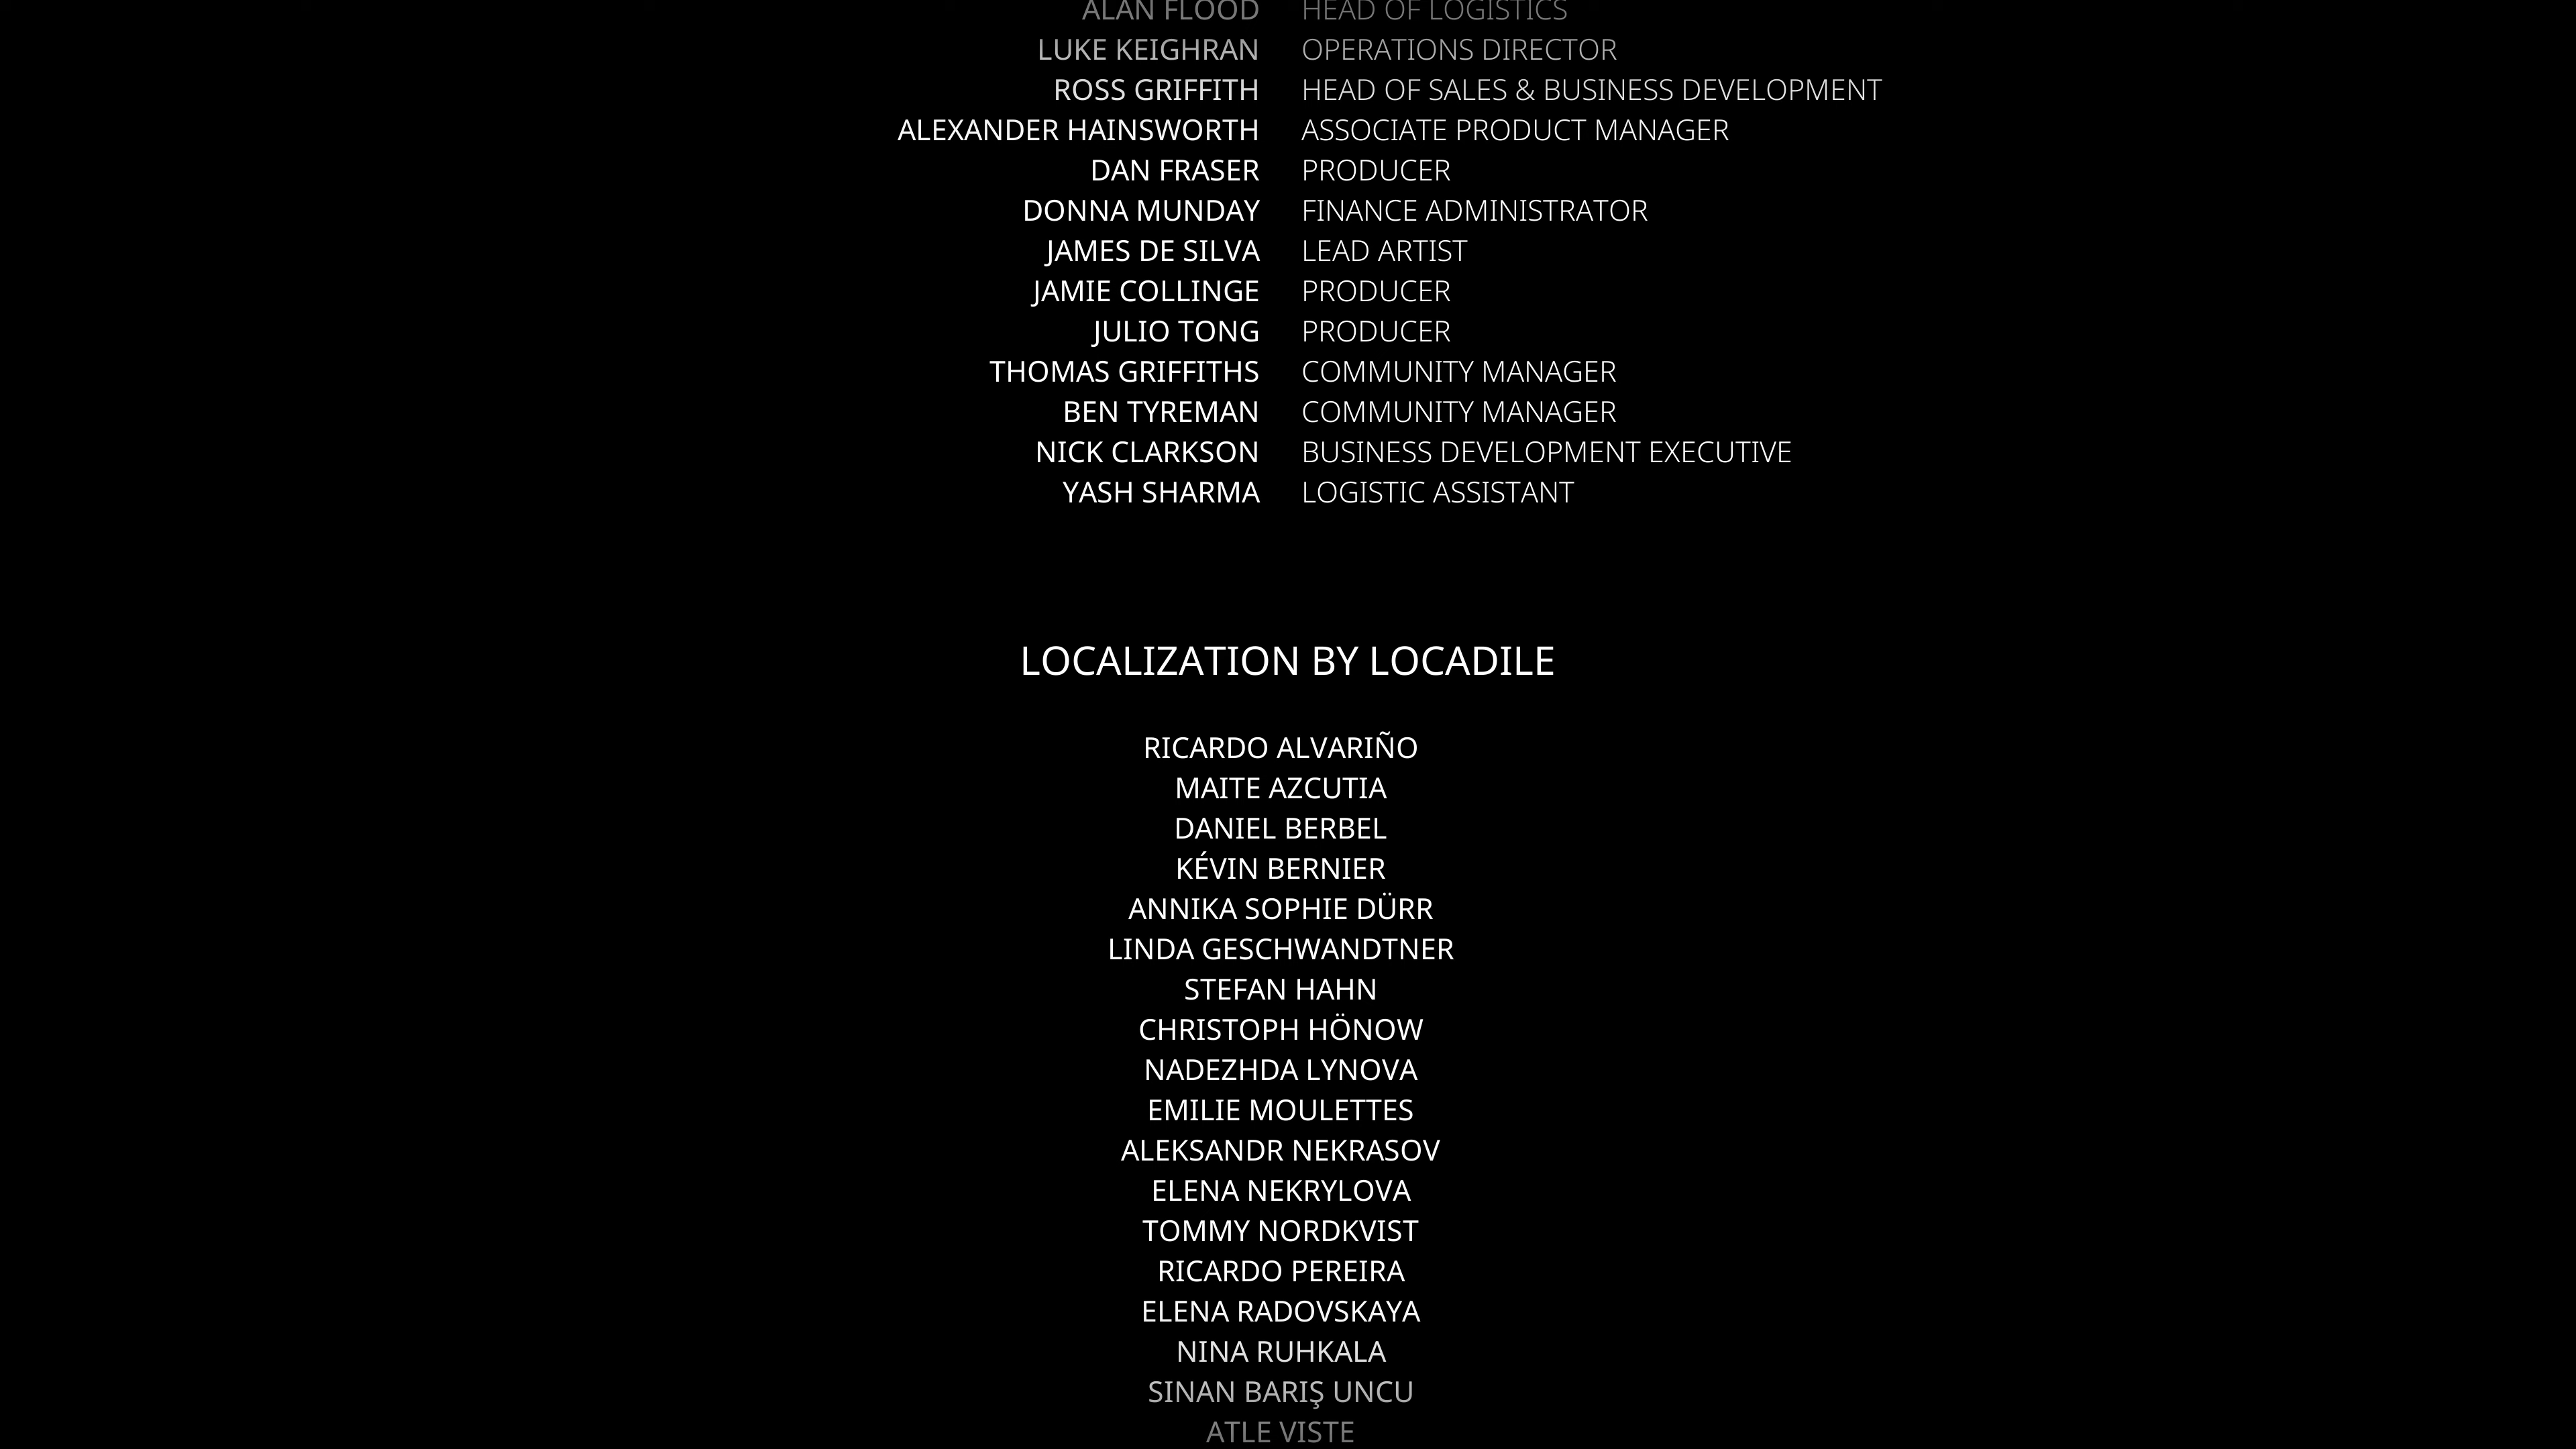 ALAN FLOOD HEAD OF LOGISTICS
LUKE KEIGHRAN OPERATIONS DIRECTOR
ROSS GRIFFITH HEAD OF SALES & BUSINESS DEVELOPMENT
ALEXANDER HAINSWORTH ASSOCIATE PRODUCT MANAGER
DAN FRASER PRODUCER
DONNA MUNDAY FINANCE ADMINISTRATOR
JAMES DE SILVA LEAD ARTIST
JAMIE COLLINGE PRODUCER
JULIO TONG PRODUCER
THOMAS GRIFFITHS COMMUNITY MANAGER
BEN TYREMAN COMMUNITY MANAGER
NICK CLARKSON BUSINESS DEVELOPMENT EXECUTIVE
YASH SHARMA LOGISTIC ASSISTANT
LOCALIZATION BY LOCADILE
RICARDO ALVARIÑO
MAITE AZCUTIA
DANIEL BERBEL
KÉVIN BERNIER
ANNIKA SOPHIE DÜRR
LINDA GESCHWANDTNER
STEFAN HAHN
CHRISTOPH HÖNOW
NADEZHDA LYNOVA
EMILIE MOULETTES
ALEKSANDR NEKRASOV
ELENA NEKRYLOVA
TOMMY NORDKVIST
RICARDO PEREIRA
ELENA RADOVSKAYA
NINA RUHKALA
SINAN BARIŞ UNCU
ATLE VISTE